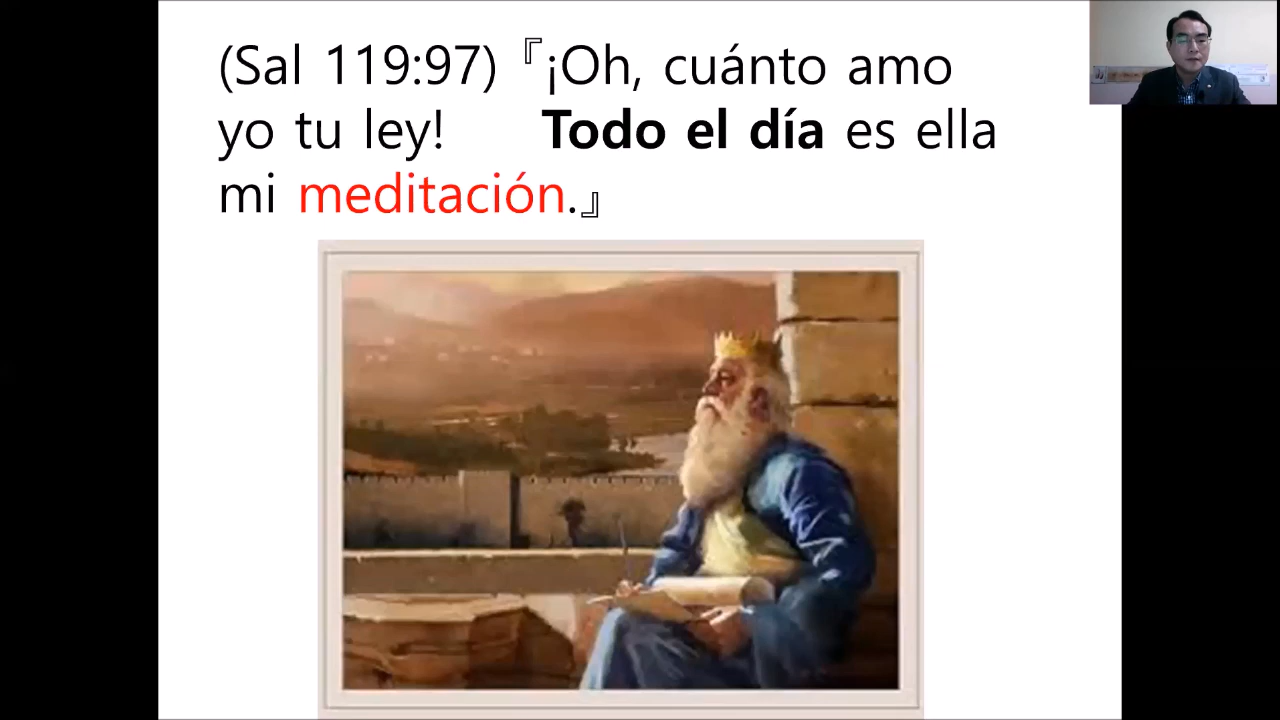 (Sal 119:97)『¡Oh, cuánto amo
yo tu ley! Todo el día es ella
mi meditación.』